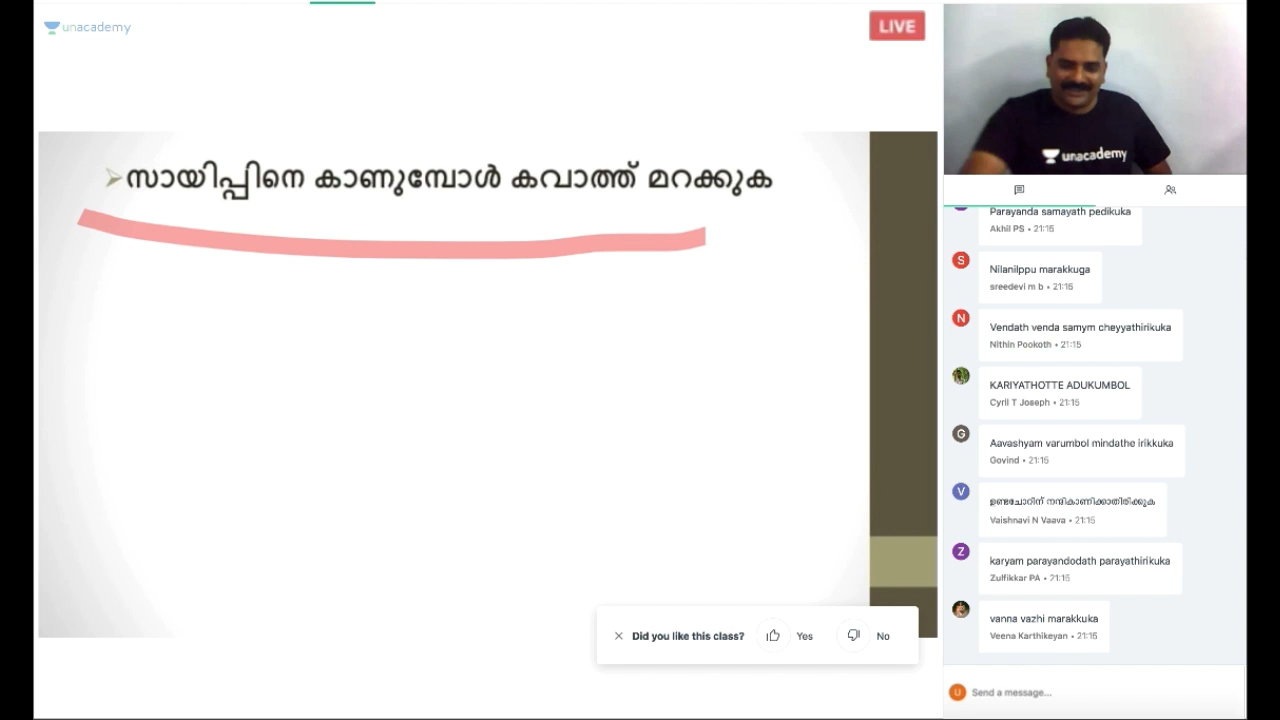 unacademy
LIVE
സായിപ്പിനെ കാണുമ്പോൾ കവാത്ത് മറക്കുക
unacademy
Parayanda samayath pedikuka
Akhil PS • 21:15
S
Nilanilppu marakkuga
sreedevi m b • 21:15
N
Vendath venda samym cheyyathirikuka
Nithin Pookoth • 21:15
KARIYATHOTTE ADUKUMBOL
Cyril T Joseph • 21:15
G
Aavashyam varumbol mindathe irikkuka
Govind • 21:15
V
ഉണ്ടചോറിന് നന്ദികാണിക്കാതിരിക്കുക
Vaishnavi N Vaava • 21:15
Z
karyam parayandodath parayathirikuka
Zulfikkar PA • 21:15
vanna vazhi marakkuka
Veena Karthikeyan • 21:15
Did you like this class? Yes No
U Send a message...